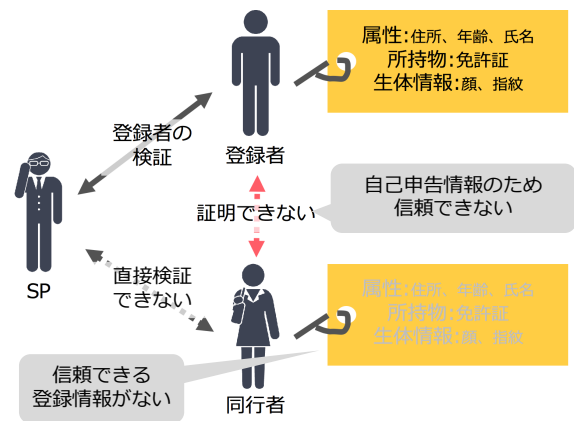 属性:住所、年齢、氏名
所持物:免許証
生体情報:顔、指紋
登録者の
検証
登録者
自己申告情報のため
信頼できない
証明できない
SP
直接検証
できない
属性:住所、年齢、氏名
所持物:免許証
生体情報:顔、指紋
信頼できる
登録情報がない
同行者